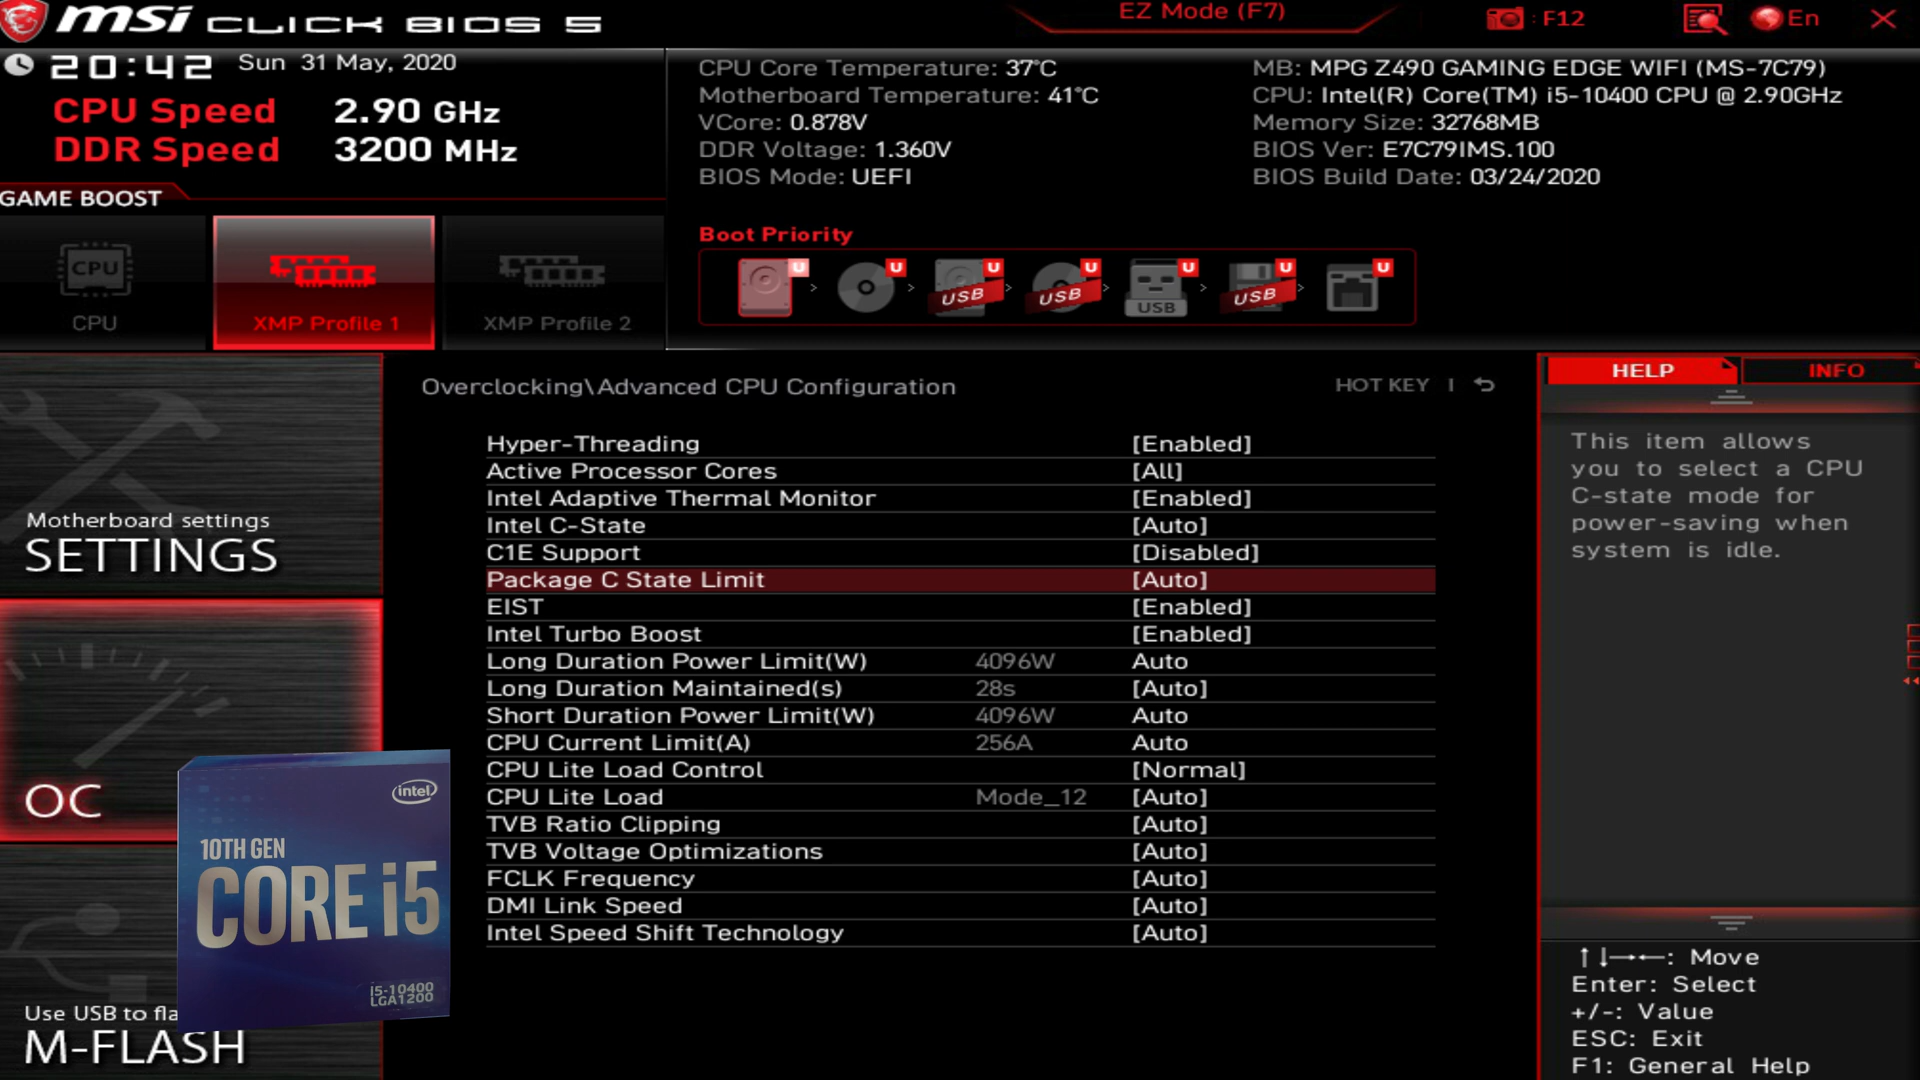 msi CLICK BIOS 5
EZ Mode (F7)
: F12
En
20:42 Sun 31 May, 2020
CPU Speed 2.90 GHz
DDR Speed 3200 MHz
CPU Core Temperature: 37°C
Motherboard Temperature: 41°C
VCore: 0.878V
DDR Voltage: 1.360V
BIOS Mode: UEFI
MB: MPG Z490 GAMING EDGE WIFI (MS-7C79)
CPU: Intel(R) Core(TM) i5-10400 CPU @ 2.90GHz
Memory Size: 32768MB
BIOS Ver: E7C79IMS.100
BIOS Build Date: 03/24/2020
GAME BOOST
CPU
CPU
XMP Profile 1
XMP Profile 2
Boot Priority
U U U U U U U
USB USB USB USB
Motherboard settings
SETTINGS
OC
Use USB to fla
M-FLASH
intel
10TH GEN
CORE i5
i5-10400
LGA1200
Overclocking\Advanced CPU Configuration
HOT KEY |
Hyper-Threading [Enabled]
Active Processor Cores [All]
Intel Adaptive Thermal Monitor [Enabled]
Intel C-State [Auto]
C1E Support [Disabled]
Package C State Limit [Auto]
EIST [Enabled]
Intel Turbo Boost [Enabled]
Long Duration Power Limit(W) 4096W Auto
Long Duration Maintained(s) 28s [Auto]
Short Duration Power Limit(W) 4096W Auto
CPU Current Limit(A) 256A Auto
CPU Lite Load Control [Normal]
CPU Lite Load Mode_12 [Auto]
TVB Ratio Clipping [Auto]
TVB Voltage Optimizations [Auto]
FCLK Frequency [Auto]
DMI Link Speed [Auto]
Intel Speed Shift Technology [Auto]
HELP
INFO
This item allows
you to select a CPU
C-state mode for
power-saving when
system is idle.
↑↓→←: Move
Enter: Select
+/-: Value
ESC: Exit
F1: General Help